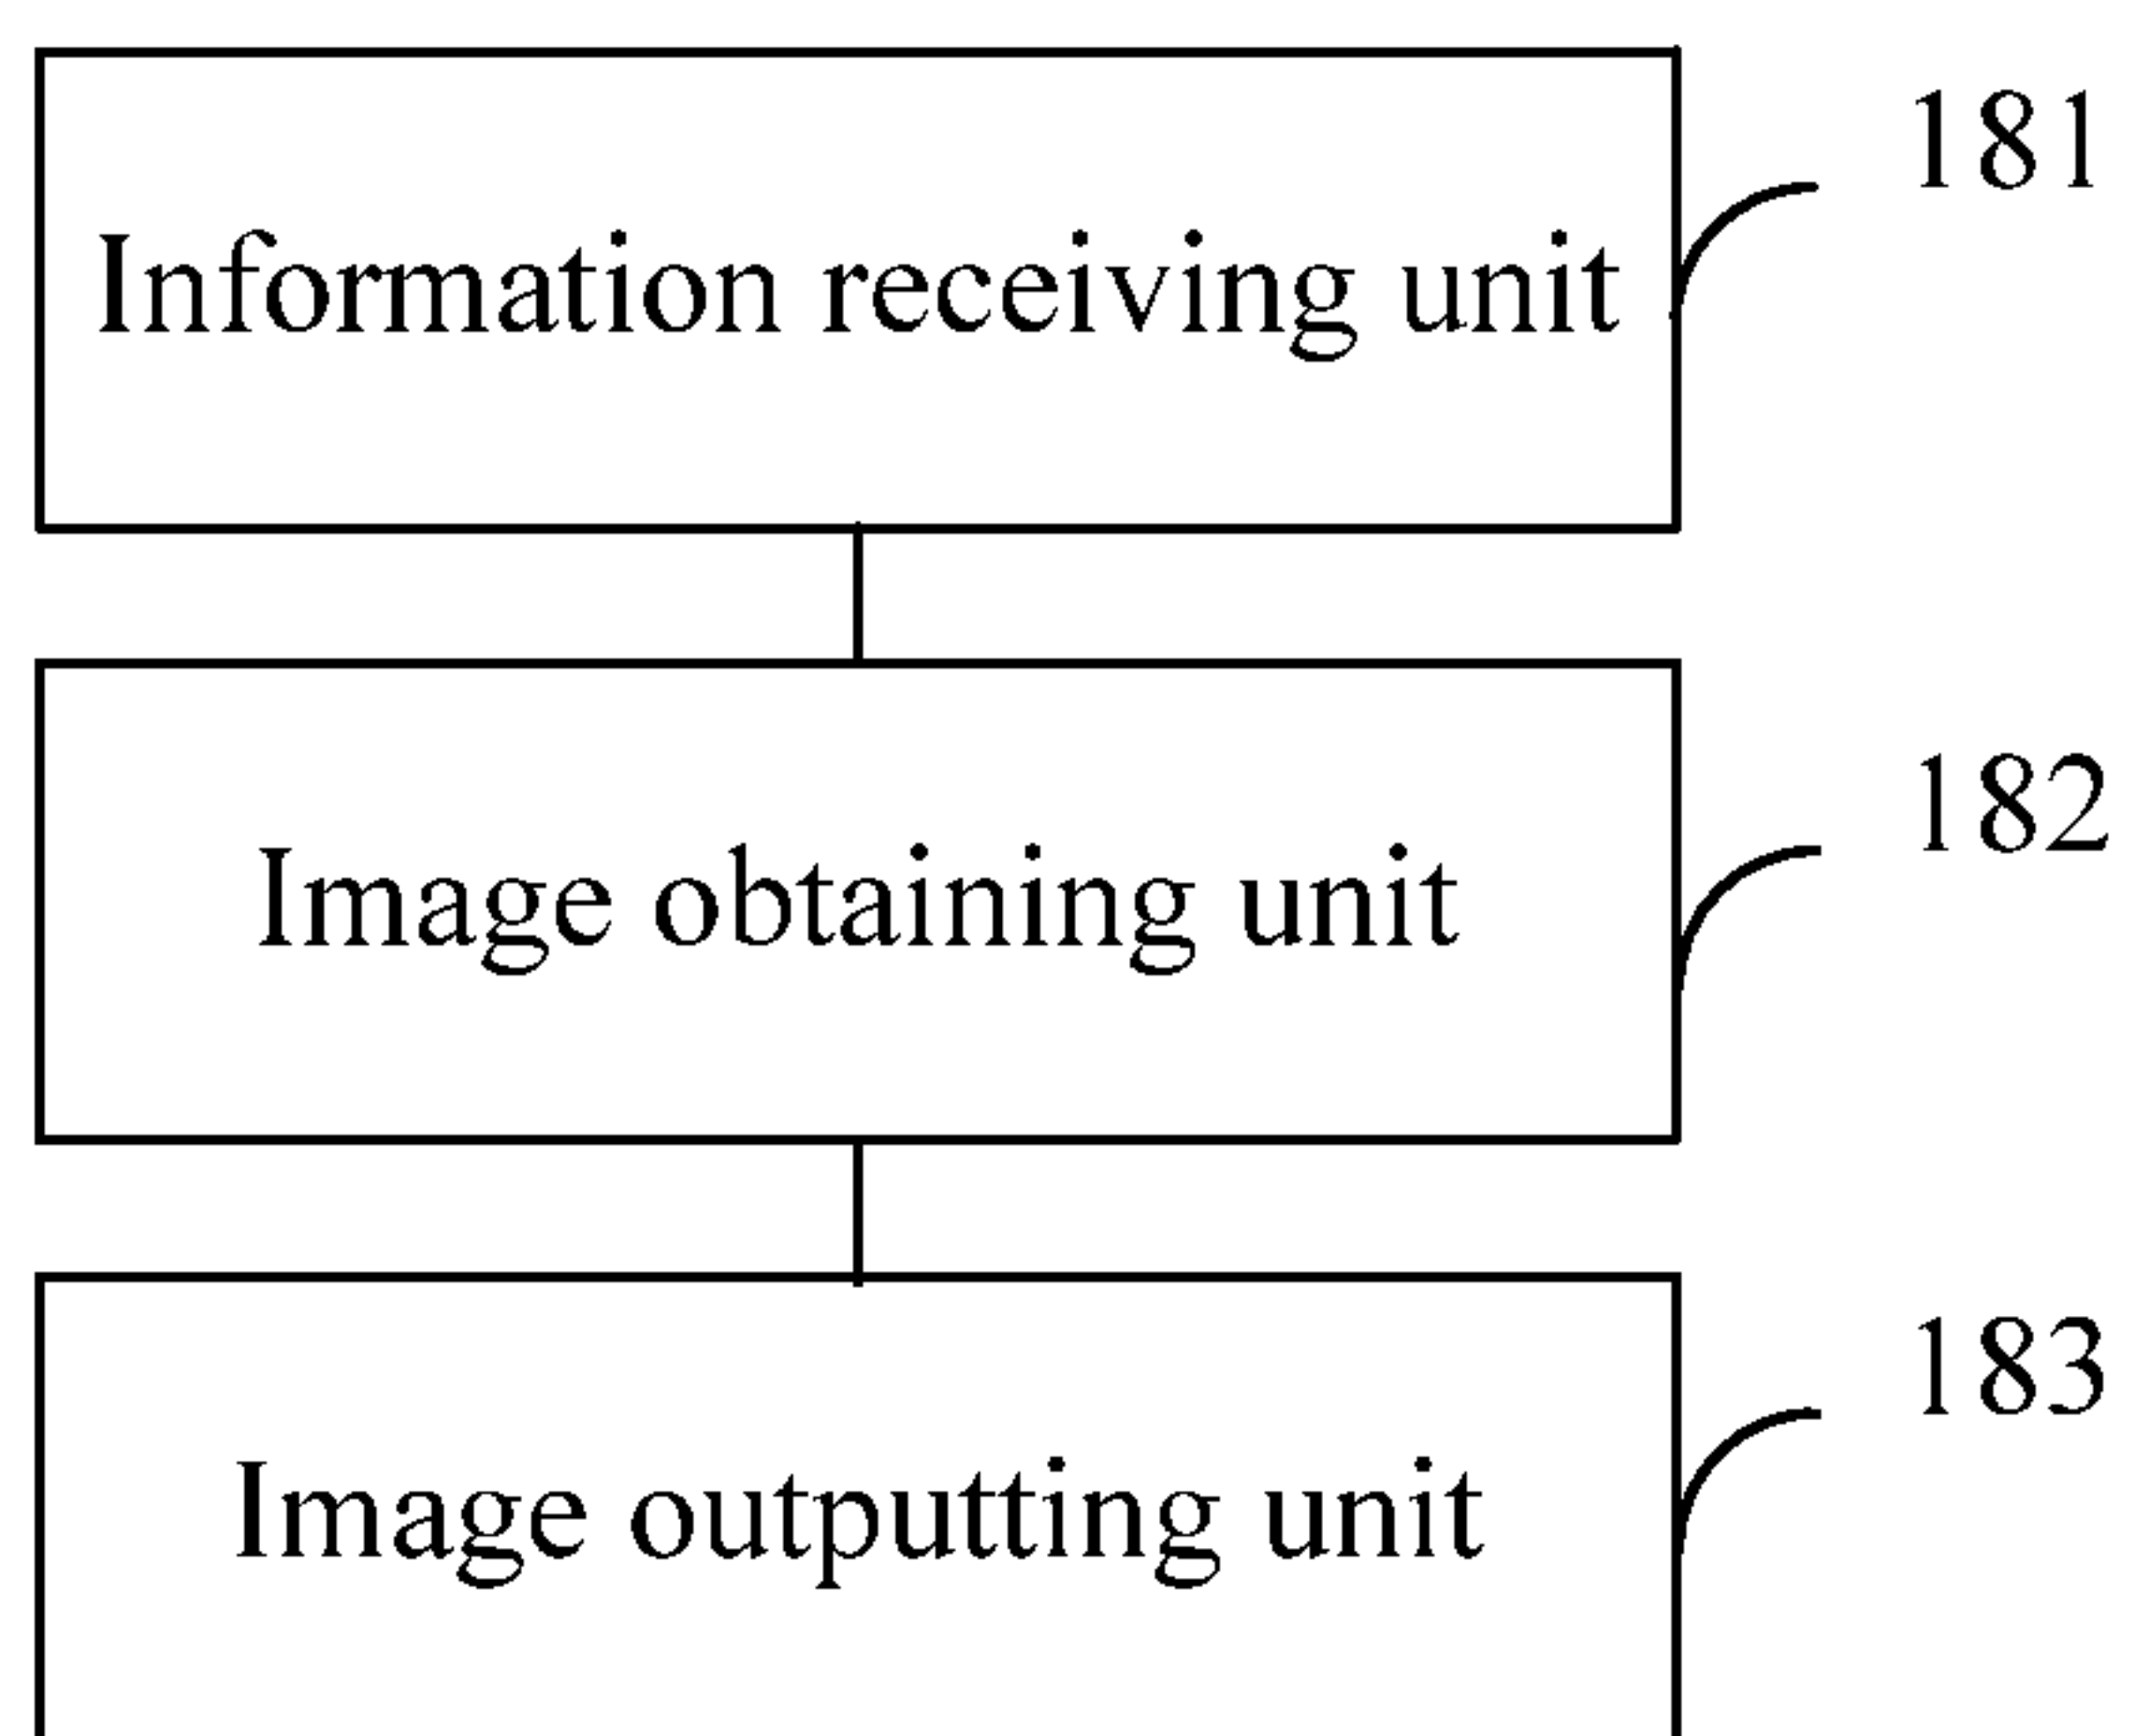 181
Information receiving unit
182
Image obtaining unit
183
Image outputting unit